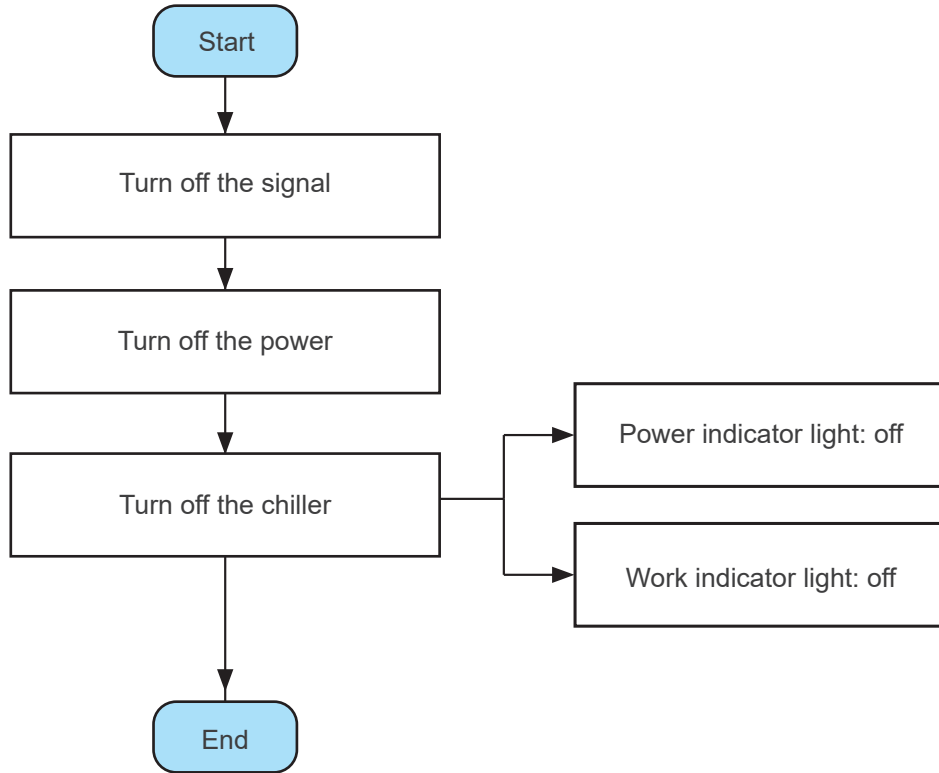 Start
Turn off the signal
Turn off the power
Turn off the chiller
Power indicator light: off
Work indicator light: off
End